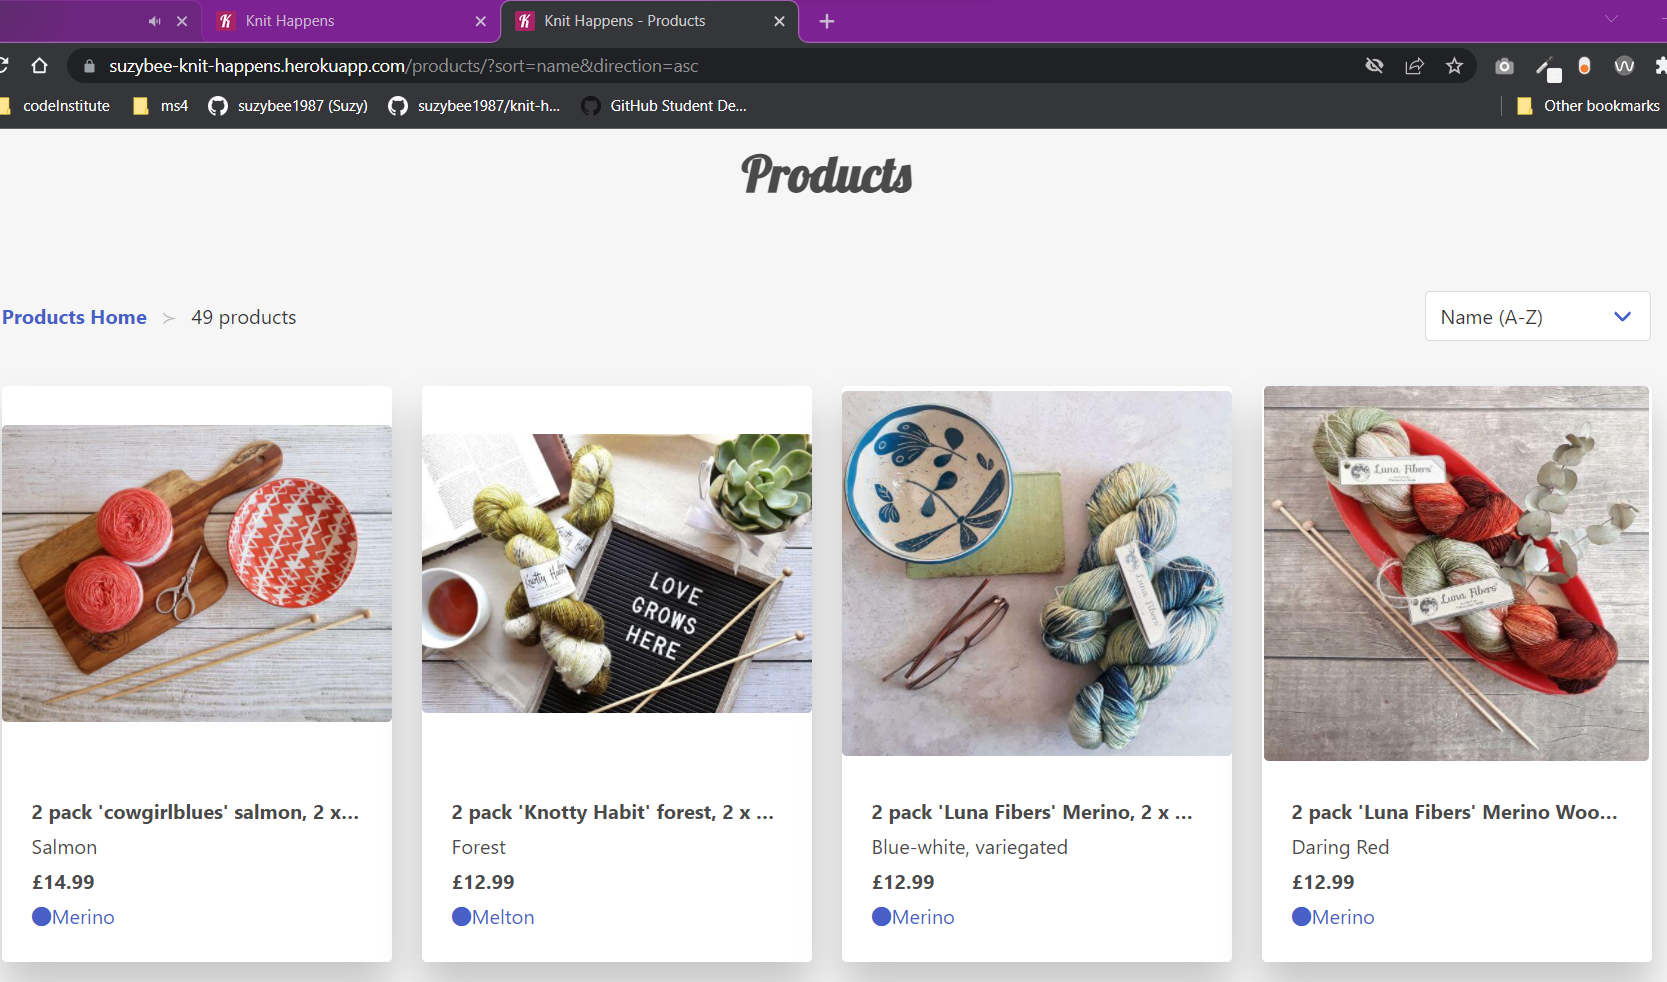 Knit Happens
Knit Happens - Products
suzybee-knit-happens.herokuapp.com/products/?sort=name&direction=asc
codeInstitute
ms4
suzybee1987 (Suzy)
suzybee1987/knit-h...
GitHub Student De...
Other bookmarks
Products
Products Home > 49 products
Name (A-Z)
Knotty Habit
LOVE
GROWS
HERE
Luna Fibers'
Luna Fibers'
Luna Fibers'
2 pack 'cowgirlblues' salmon, 2 x...
Salmon
£14.99
Merino
2 pack 'Knotty Habit' forest, 2 x ...
Forest
£12.99
Melton
2 pack 'Luna Fibers' Merino, 2 x ...
Blue-white, variegated
£12.99
Merino
2 pack 'Luna Fibers' Merino Woo...
Daring Red
£12.99
Merino